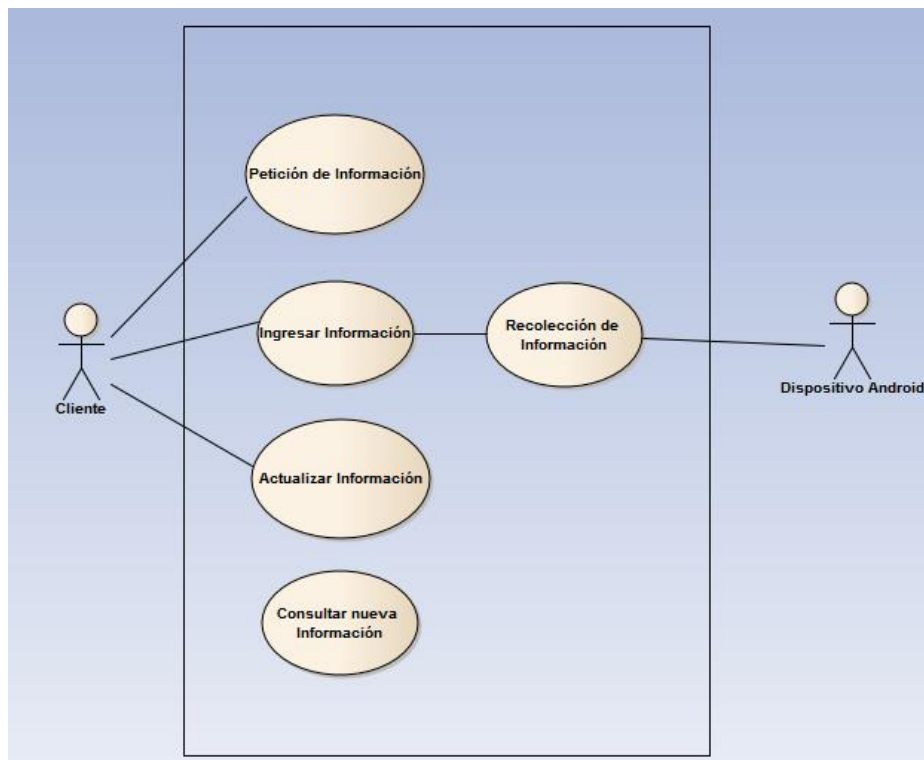 Petición de Información
Ingresar Información
Recolección de
Información
Cliente
Dispositivo Android
Actualizar Información
Consultar nueva
Información